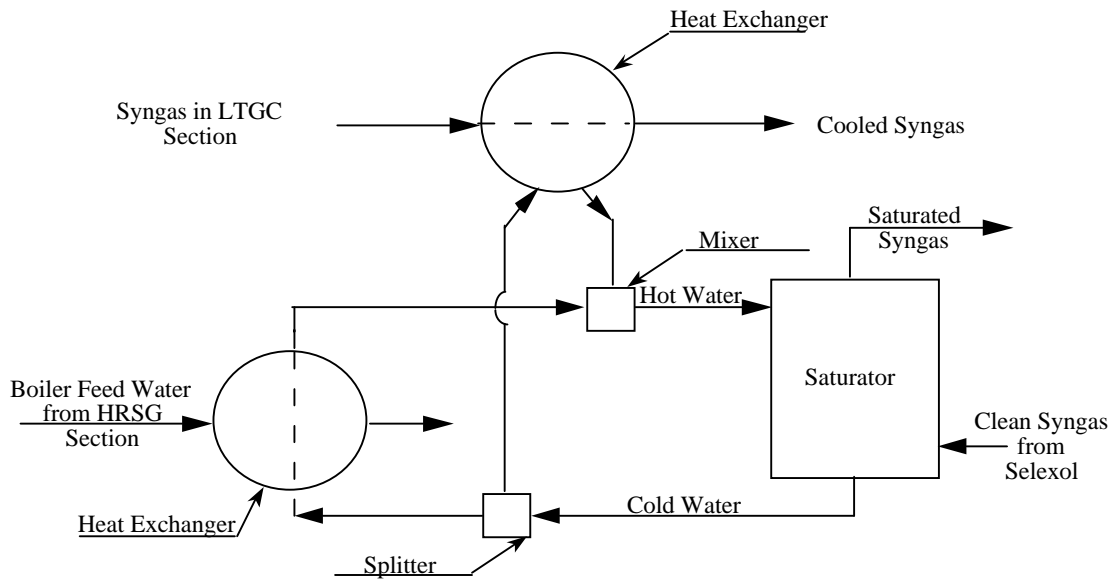 Heat Exchanger
Syngas in LTGC
Section
Cooled Syngas
Saturated
Syngas
Mixer
Hot Water
Saturator
Boiler Feed Water
from HRSG
Section
Clean Syngas
from
Selexol
Cold Water
Heat Exchanger
Splitter